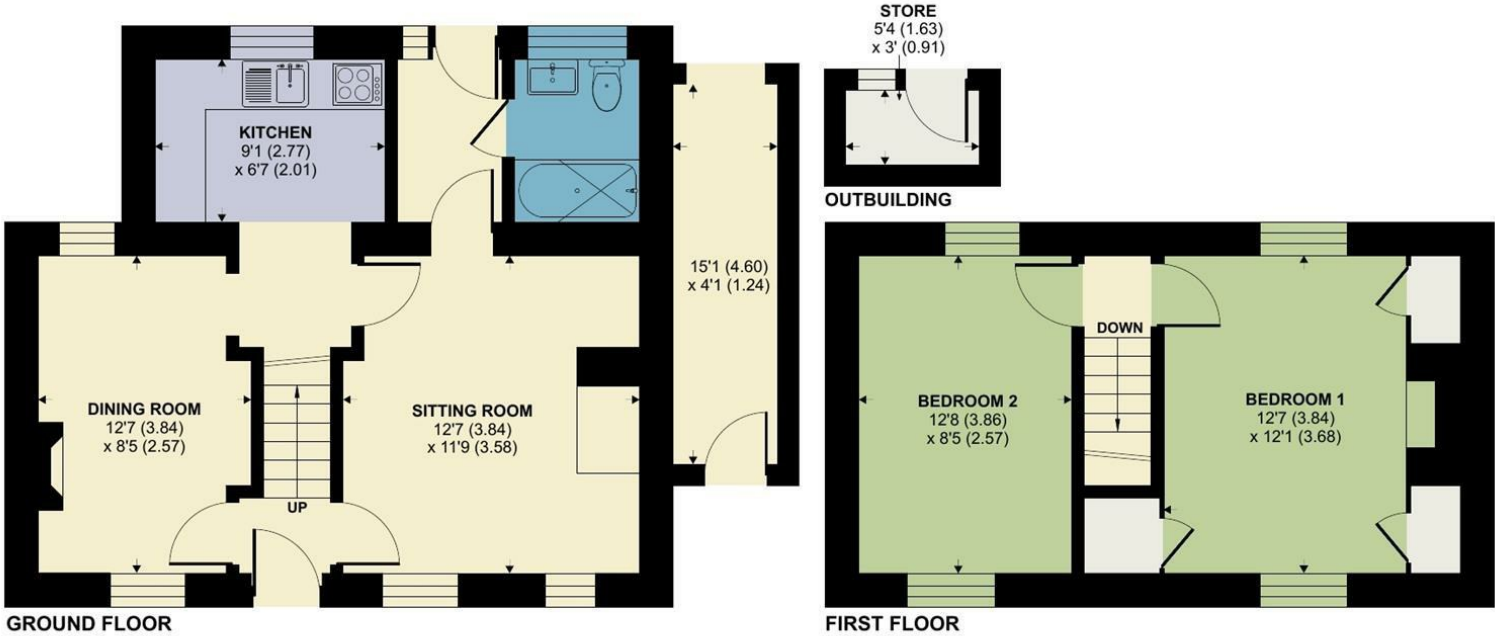 STORE
5'4 (1.63)
x 3' (0.91)
OUTBUILDING
KITCHEN
9'1 (2.77)
x 6'7 (2.01)
15'1 (4.60)
x 4'1 (1.24)
DINING ROOM
12'7 (3.84)
x 8'5 (2.57)
UP
SITTING ROOM
12'7 (3.84)
x 11'9 (3.58)
GROUND FLOOR
DOWN
BEDROOM 2
12'8 (3.86)
x 8'5 (2.57)
BEDROOM 1
12'7 (3.84)
x 12'1 (3.68)
FIRST FLOOR